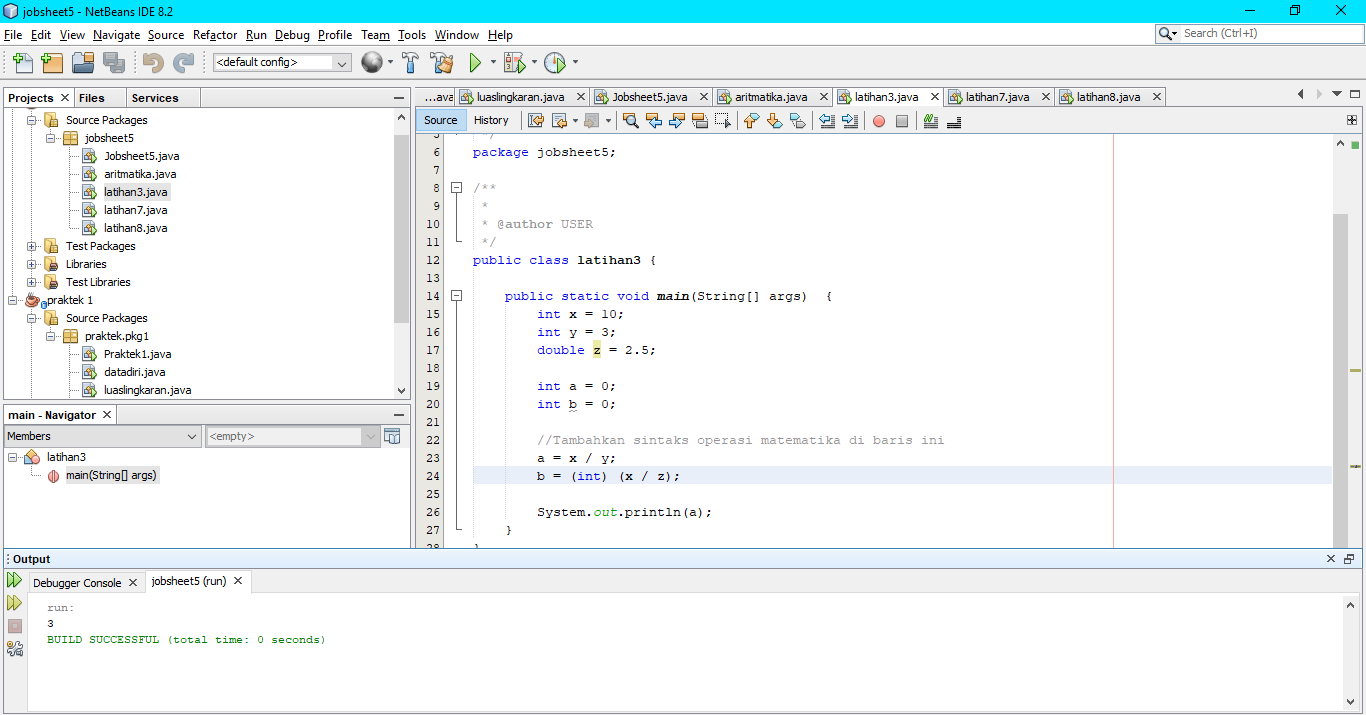 jobsheet5 - NetBeans IDE 8.2
File Edit View Navigate Source Refactor Run Debug Profile Team Tools Window Help
Search (Ctrl+I)
<default config>
Projects Files Services
Source Packages
jobsheet5
Jobsheet5.java
aritmatika.java
latihan3.java
latihan7.java
latihan8.java
Test Packages
Libraries
Test Libraries
praktek 1
Source Packages
praktek.pkg1
Praktek1.java
datadiri.java
luaslingkaran.java
main - Navigator
Members <empty>
latihan3
main(String[] args)
...ava luaslingkaran.java Jobsheet5.java aritmatika.java latihan3.java latihan7.java latihan8.java
Source History
5 */
6 package jobsheet5;
7
8 /**
9 *
10 * @author USER
11 */
12 public class latihan3 {
13
14 public static void main(String[] args) {
15 int x = 10;
16 int y = 3;
17 double z = 2.5;
18
19 int a = 0;
20 int b = 0;
21
22 //Tambahkan sintaks operasi matematika di baris ini
23 a = x / y;
24 b = (int) (x / z);
25
26 System.out.println(a);
27 }
28 }
Output
Debugger Console jobsheet5 (run)
run:
3
BUILD SUCCESSFUL (total time: 0 seconds)